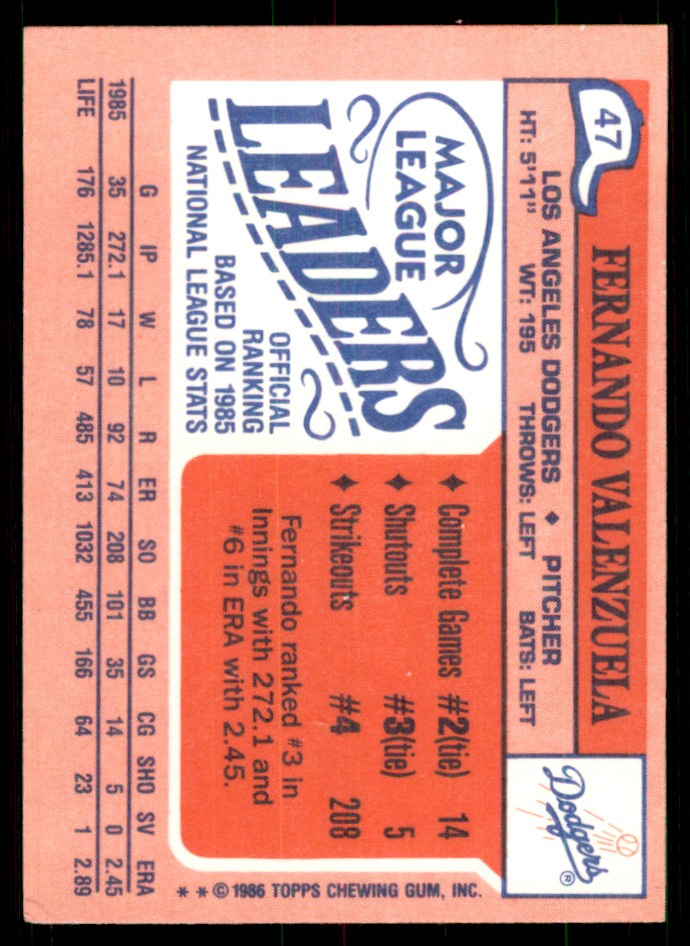 47
FERNANDO VALENZUELA
LOS ANGELES DODGERS ♦ PITCHER
HT: 5'11" WT: 195 THROWS: LEFT BATS: LEFT
Dodgers ®
MAJOR
LEAGUE
LEADERS
OFFICIAL
RANKING
BASED ON 1985
NATIONAL LEAGUE STATS
♦ Complete Games #2(tie) 14
♦ Shutouts #3(tie) 5
♦ Strikeouts #4 208
Fernando ranked #3 in
Innings with 272.1 and
#6 in ERA with 2.45.
* * © 1986 TOPPS CHEWING GUM, INC.
G IP W L R ER SO BB GS CG SHO SV ERA
1985 35 272.1 17 10 92 74 208 101 35 14 5 0 2.45
LIFE 176 1285.1 78 57 485 413 1032 455 166 64 23 1 2.89